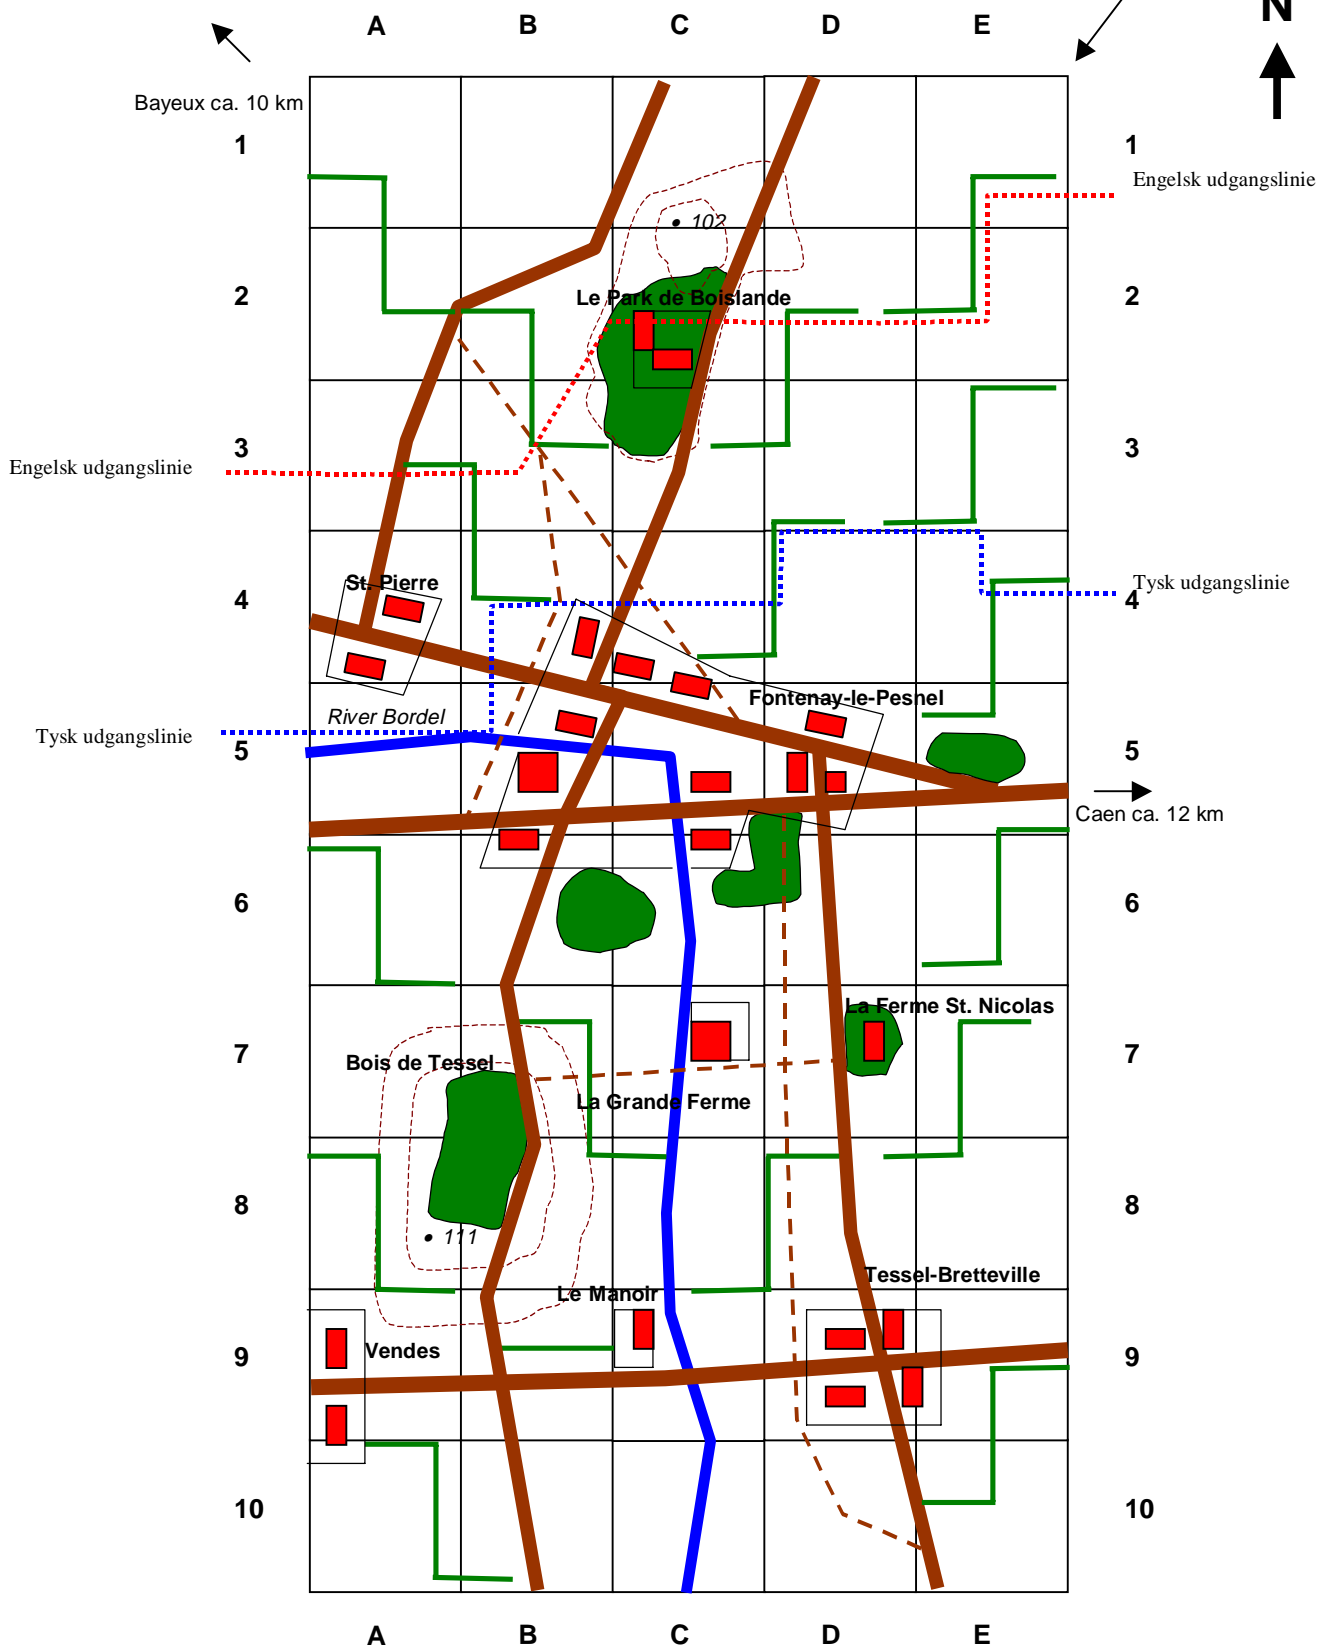 N
A B C D E
Bayeux ca. 10 km
1 1
Engelsk udgangslinie
102
2 2
Le Park de Boislande
3 3
Engelsk udgangslinie
St. Pierre
Tysk udgangslinie
4 4
Fontenay-le-Pesnel
River Bordel
Tysk udgangslinie
5 5
Caen ca. 12 km
6 6
La Ferme St. Nicolas
7 7
Bois de Tessel
La Grande Ferme
8 8
111
Tessel-Bretteville
Le Manoir
Vendes
9 9
10 10
A B C D E